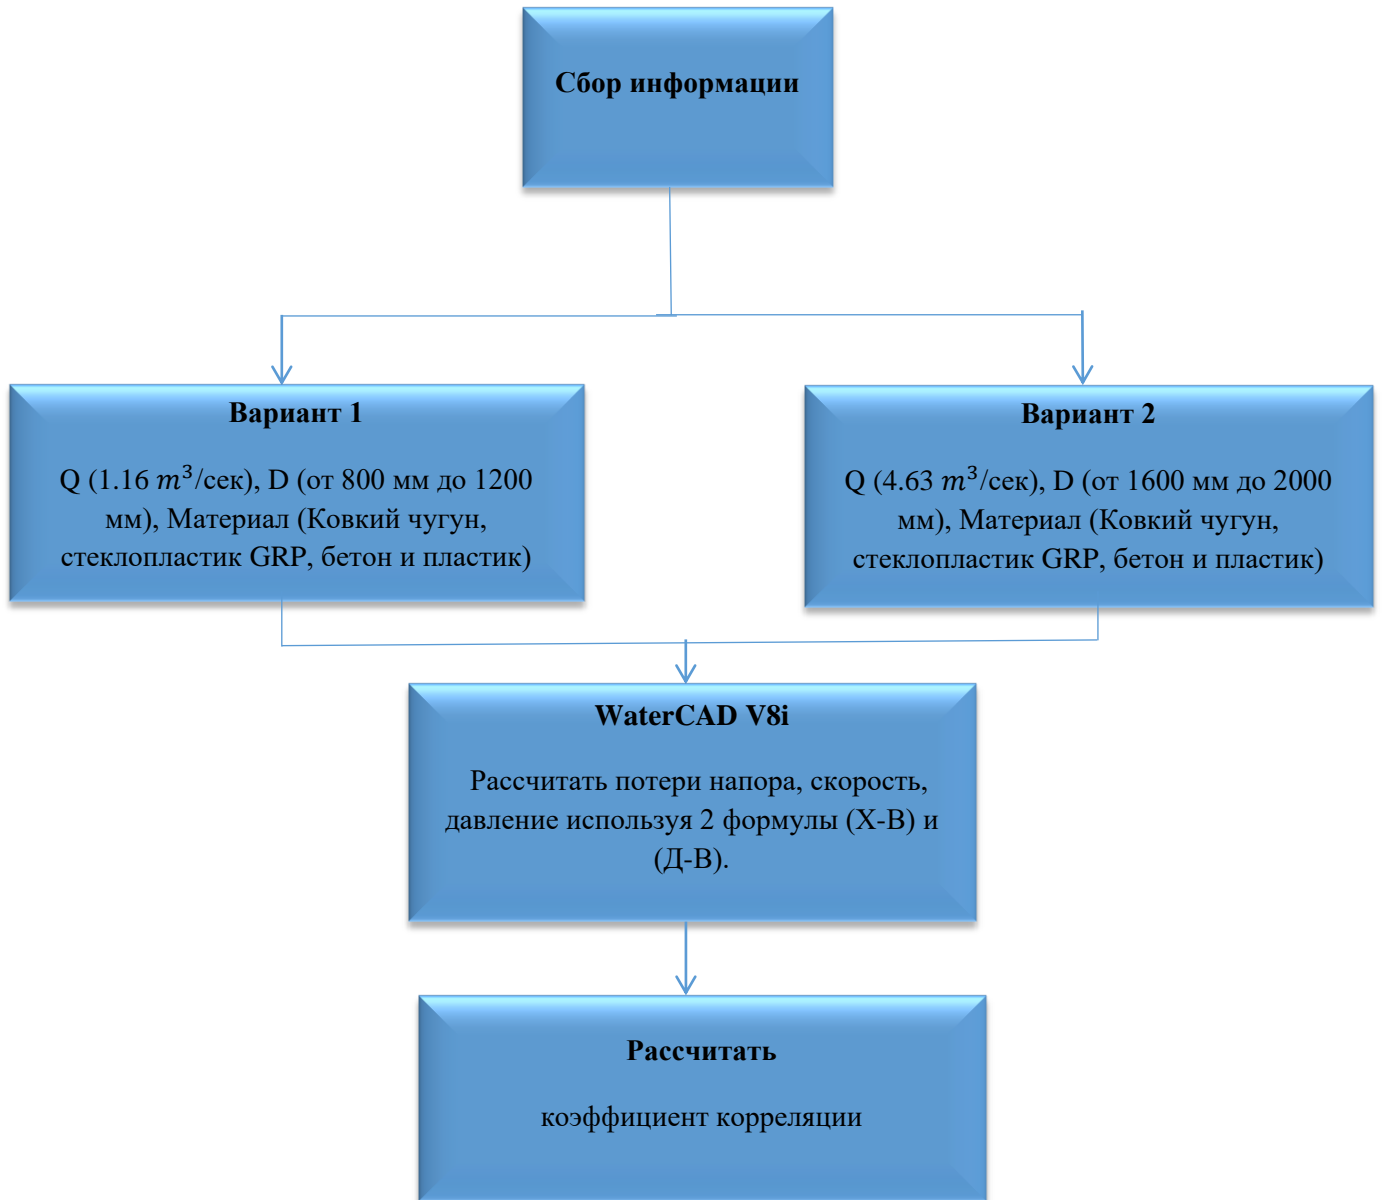 Сбор информации
Вариант 1
Q (1.16 m³/сек), D (от 800 мм до 1200
мм), Материал (Ковкий чугун,
стеклопластик GRP, бетон и пластик)
Вариант 2
Q (4.63 m³/сек), D (от 1600 мм до 2000
мм), Материал (Ковкий чугун,
стеклопластик GRP, бетон и пластик)
WaterCAD V8i
Рассчитать потери напора, скорость,
давление используя 2 формулы (Х-В) и
(Д-В).
Рассчитать
коэффициент корреляции